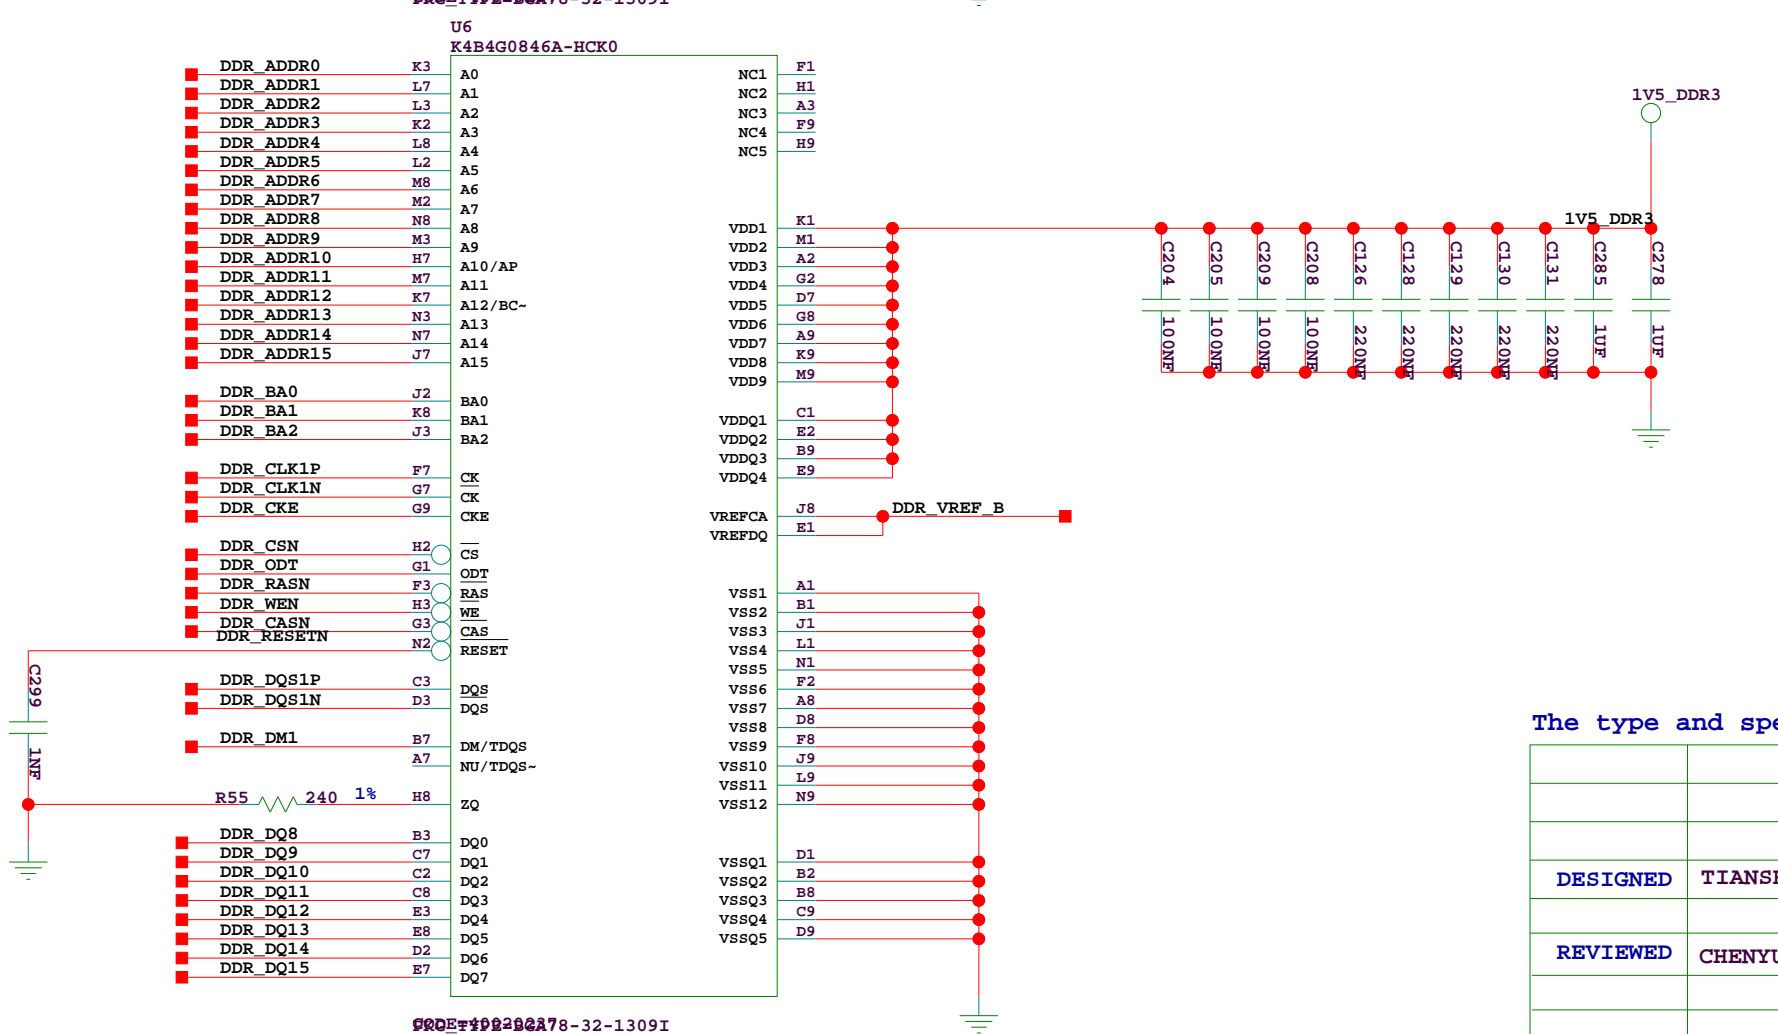 U6
K4B4G0846A-HCK0
DDR_ADDR0 K3 A0 NC1 F1
DDR_ADDR1 L7 A1 NC2 H1
DDR_ADDR2 L3 A2 NC3 A3
DDR_ADDR3 K2 A3 NC4 F9
DDR_ADDR4 L8 A4 NC5 H9
DDR_ADDR5 L2 A5
DDR_ADDR6 M8 A6
DDR_ADDR7 M2 A7
DDR_ADDR8 N8 A8 VDD1 K1
DDR_ADDR9 M3 A9 VDD2 M1
DDR_ADDR10 H7 A10/AP VDD3 A2
DDR_ADDR11 M7 A11 VDD4 G2
DDR_ADDR12 K7 A12/BC~ VDD5 D7
DDR_ADDR13 N3 A13 VDD6 G8
DDR_ADDR14 N7 A14 VDD7 A9
DDR_ADDR15 J7 A15 VDD8 K9
VDD9 M9
DDR_BA0 J2 BA0
DDR_BA1 K8 BA1 VDDQ1 C1
DDR_BA2 J3 BA2 VDDQ2 E2
VDDQ3 B9
DDR_CLK1P F7 CK VDDQ4 E9
DDR_CLK1N G7 CK
DDR_CKE G9 CKE VREFCA J8 DDR_VREF_B
VREFDQ E1
DDR_CSN H2 CS
DDR_ODT G1 ODT
DDR_RASN F3 RAS VSS1 A1
DDR_WEN H3 WE VSS2 B1
DDR_CASN G3 CAS VSS3 J1
DDR_RESETN N2 RESET VSS4 L1
VSS5 N1
DDR_DQS1P C3 DQS VSS6 F2
DDR_DQS1N D3 DQS VSS7 A8
VSS8 D8
DDR_DM1 B7 DM/TDQS VSS9 F8
A7 NU/TDQS~ VSS10 J9
VSS11 L9
R55 240 1% H8 ZQ VSS12 N9
DDR_DQ8 B3 DQ0
DDR_DQ9 C7 DQ1 VSSQ1 D1
DDR_DQ10 C2 DQ2 VSSQ2 B2
DDR_DQ11 C8 DQ3 VSSQ3 B8
DDR_DQ12 E3 DQ4 VSSQ4 C9
DDR_DQ13 E8 DQ5 VSSQ5 D9
DDR_DQ14 D2 DQ6
DDR_DQ15 E7 DQ7
C299
1NF
1V5_DDR3
1V5_DDR3
C204 C205 C209 C208 C126 C128 C129 C130 C131 C285 C278
100NF 100NF 100NF 100NF 220NF 220NF 220NF 220NF 220NF 1UF 1UF
The type and spe
DESIGNED TIANSH
REVIEWED CHENYU